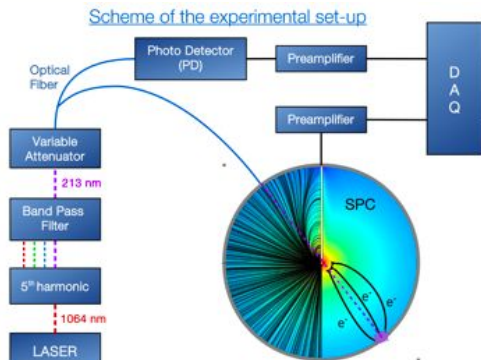 Scheme of the experimental set-up
Photo Detector
(PD)
Preamplifier
D
A
Q
Optical
Fiber
Preamplifier
Variable
Attenuator
213 nm
Band Pass
Filter
SPC
5th harmonic
e-
e-
e-
1064 nm
LASER